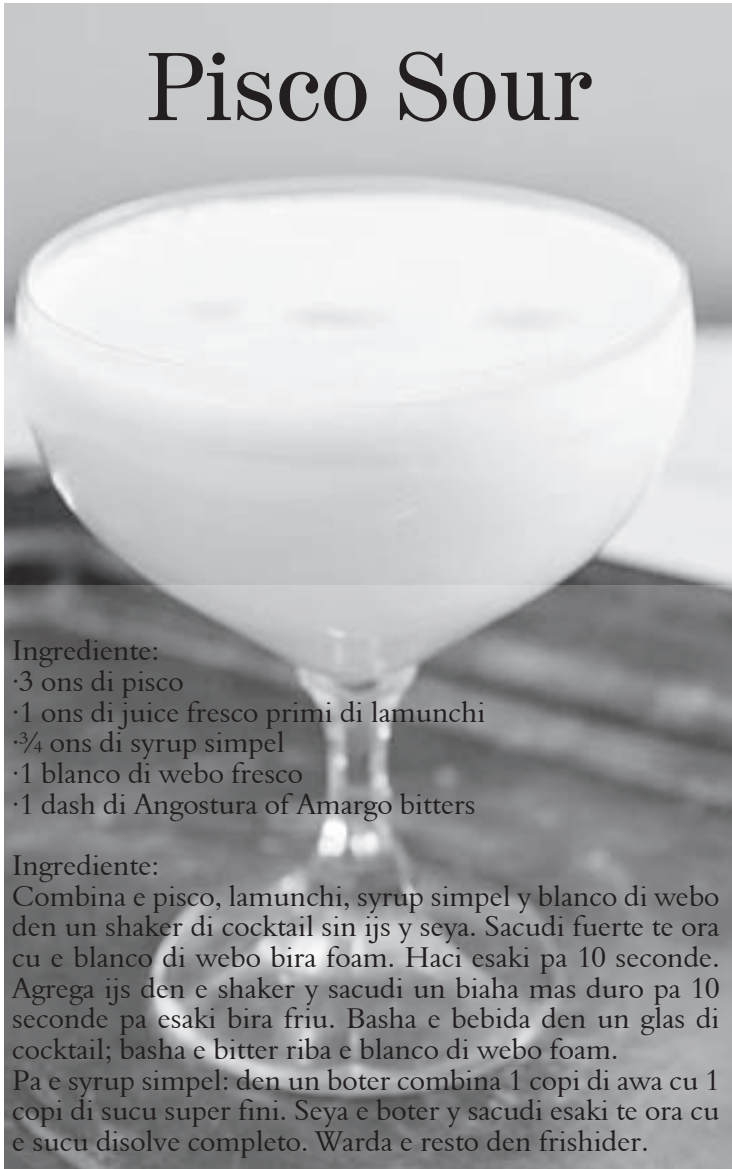 Pisco Sour
Ingrediente:
·3 ons di pisco
·1 ons di juice fresco primi di lamunchi
·¾ ons di syrup simpel
·1 blanco di webo fresco
·1 dash di Angostura of Amargo bitters
Ingrediente:
Combina e pisco, lamunchi, syrup simpel y blanco di webo
den un shaker di cocktail sin ijs y seya. Sacudi fuerte te ora
cu e blanco di webo bira foam. Haci esaki pa 10 seconde.
Agrega ijs den e shaker y sacudi un biaha mas duro pa 10
seconde pa esaki bira friu. Basha e bebida den un glas di
cocktail; basha e bitter riba e blanco di webo foam.
Pa e syrup simpel: den un boter combina 1 copi di awa cu 1
copi di sucu super fini. Seya e boter y sacudi esaki te ora cu
e sucu disolve completo. Warda e resto den frishider.